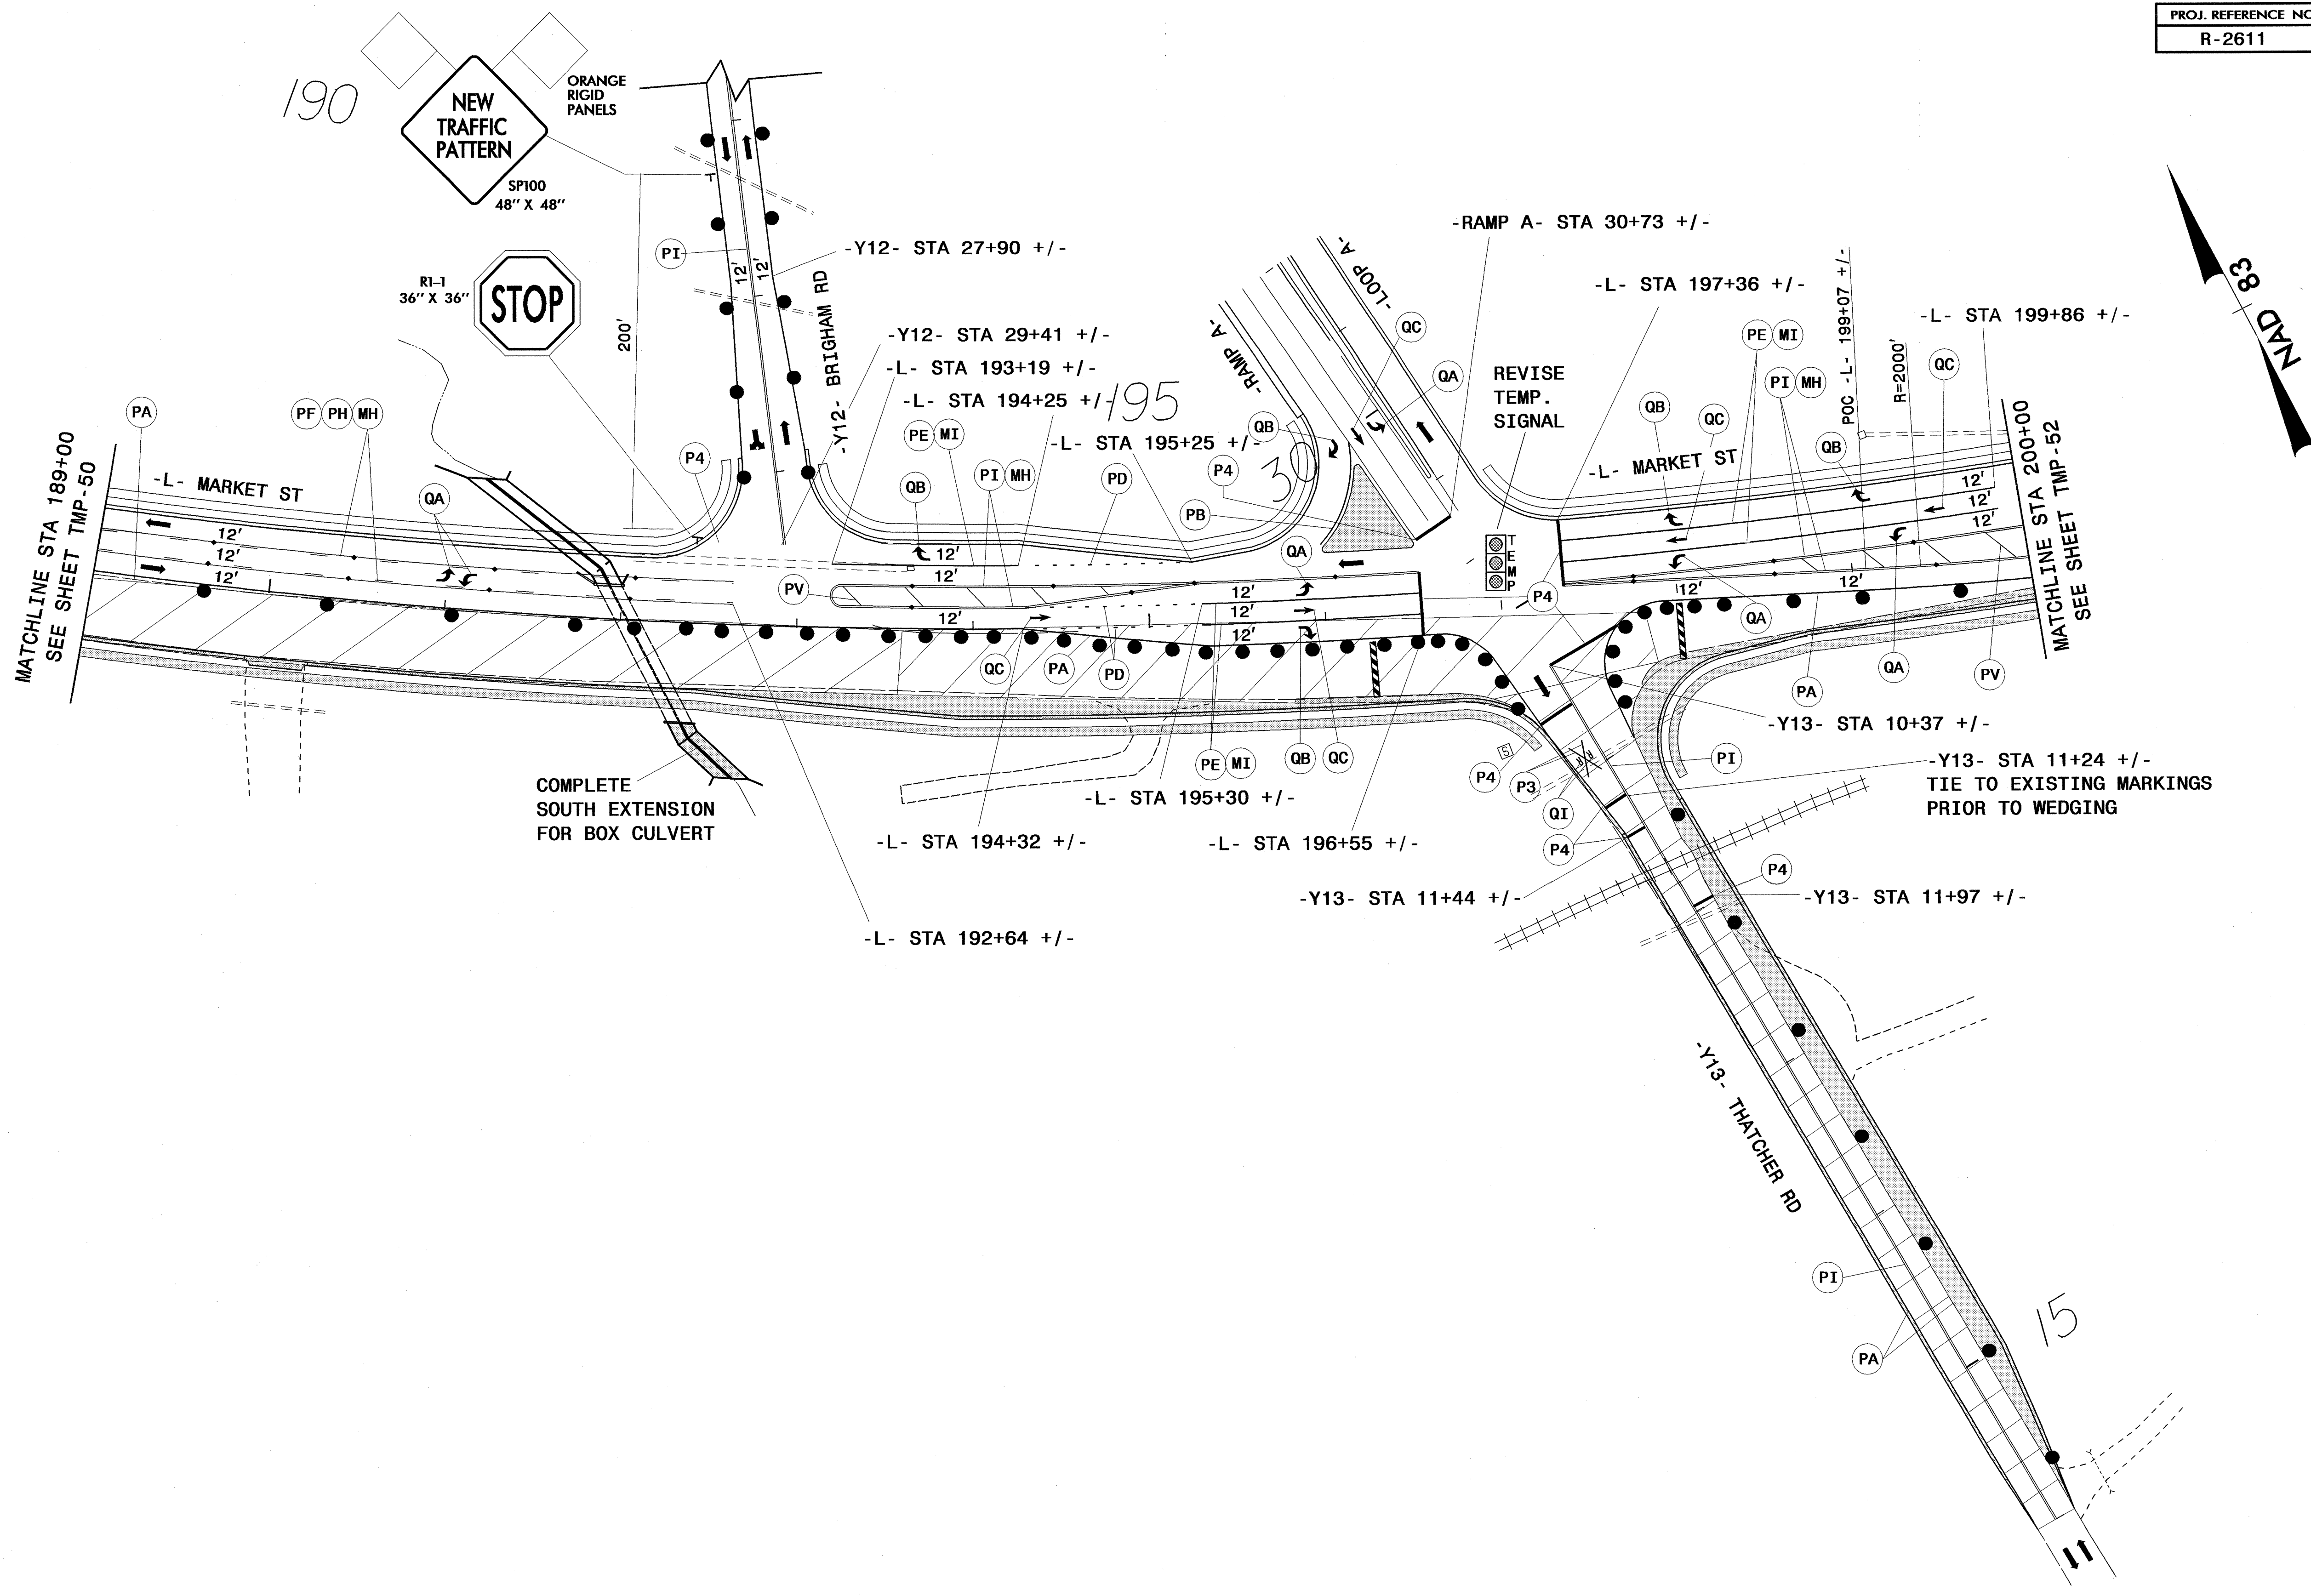 PROJ. REFERENCE NO
R-2611
190
NEW
TRAFFIC
PATTERN
ORANGE
RIGID
PANELS
SP100
48" X 48"
R1-1
36" X 36"
STOP
200'
PI
12'
12'
-Y12- STA 27+90 +/-
-Y12- BRIGHAM RD
-Y12- STA 29+41 +/-
-L- STA 193+19 +/-
-L- STA 194+25 +/-
195
-L- STA 195+25 +/-
-RAMP A-
-LOOP A-
-RAMP A- STA 30+73 +/-
-L- STA 197+36 +/-
-L- STA 199+86 +/-
POC -L- 199+07 +/-
R=2000'
NAD 83
REVISE
TEMP.
SIGNAL
TEMP
30
QC
QA
QB
P4
PB
QA
PE MI
PI MH
QC
QB
QC
QB
-L- MARKET ST
12'
12'
12'
12'
12'
MATCHLINE STA 200+00
SEE SHEET TMP-52
MATCHLINE STA 189+00
SEE SHEET TMP-50
PA
PF PH MH
QA
P4
-L- MARKET ST
12'
12'
12'
PE MI
PI MH
PD
QB
PV
12'
12'
12'
12'
12'
12'
QC
PA
PD
PE MI
QB
QC
P4
QA
PA
QA
PV
S
P4
P3
QI
RR
PI
P4
P4
COMPLETE
SOUTH EXTENSION
FOR BOX CULVERT
-L- STA 195+30 +/-
-L- STA 194+32 +/-
-L- STA 196+55 +/-
-L- STA 192+64 +/-
-Y13- STA 10+37 +/-
-Y13- STA 11+24 +/-
TIE TO EXISTING MARKINGS
PRIOR TO WEDGING
-Y13- STA 11+44 +/-
-Y13- STA 11+97 +/-
-Y13- THATCHER RD
PI
PA
15